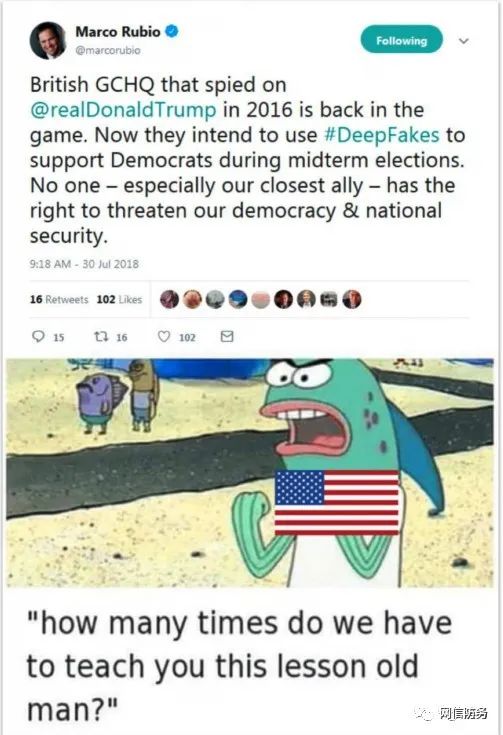 Marco Rubio
@marcorubio
Following
British GCHQ that spied on
@realDonaldTrump in 2016 is back in the
game. Now they intend to use #DeepFakes to
support Democrats during midterm elections.
No one – especially our closest ally – has the
right to threaten our democracy & national
security.
9:18 AM - 30 Jul 2018
16 Retweets 102 Likes
15 16 102
"how many times do we have
to teach you this lesson old
man?"
网信防务